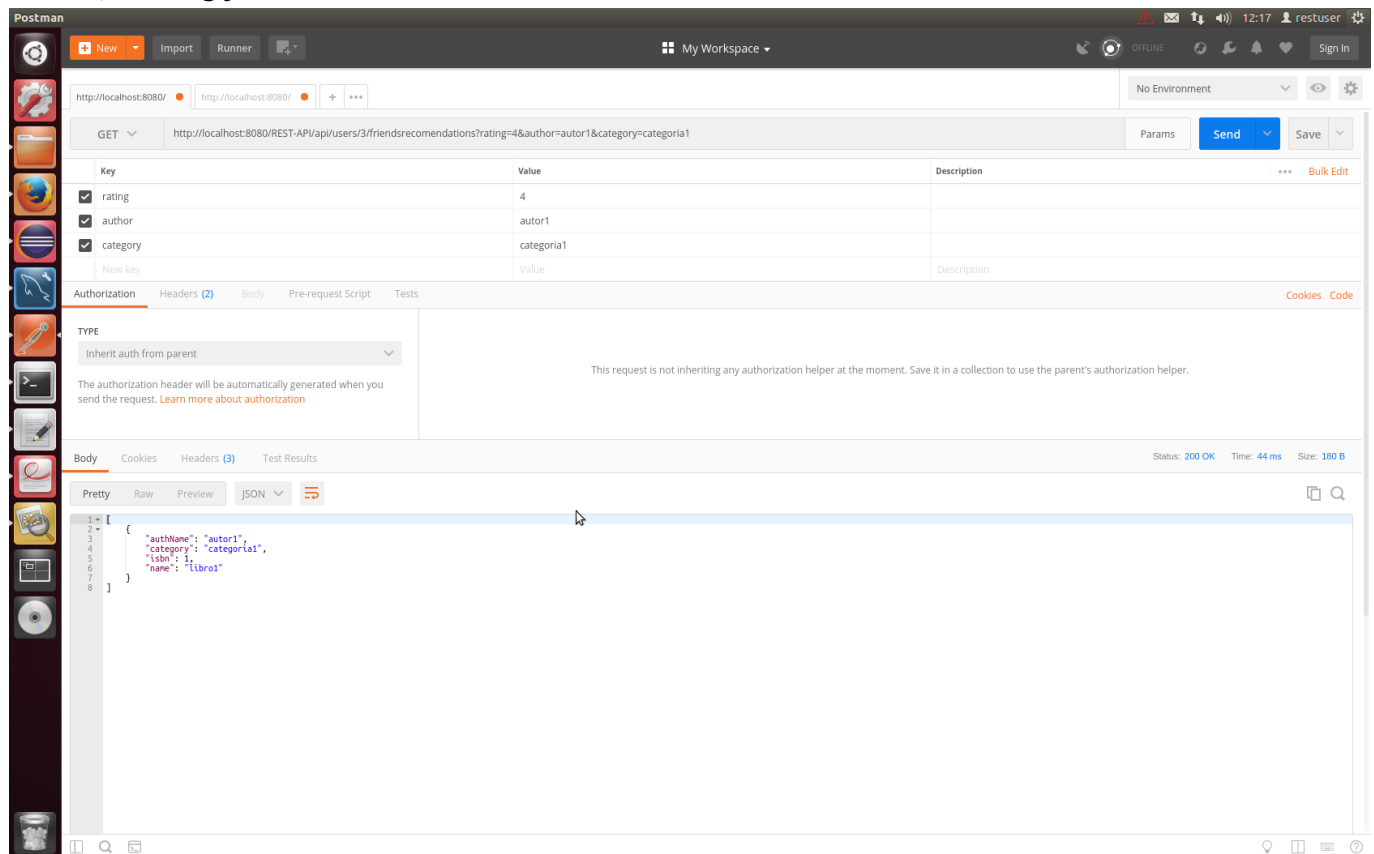 Postman
12:17 restuser
New Import Runner My Workspace OFFLINE Sign In
http://localhost:8080/ http://localhost:8080/ + ••• No Environment
GET http://localhost:8080/REST-API/api/users/3/friendsrecomendations?rating=4&author=autor1&category=categoria1 Params Send Save
Key Value Description ••• Bulk Edit
rating 4
author autor1
category categoria1
New key Value Description
Authorization Headers (2) Body Pre-request Script Tests Cookies Code
TYPE
Inherit auth from parent
The authorization header will be automatically generated when you
send the request. Learn more about authorization
This request is not inheriting any authorization helper at the moment. Save it in a collection to use the parent's authorization helper.
Body Cookies Headers (3) Test Results Status: 200 OK Time: 44 ms Size: 180 B
Pretty Raw Preview JSON
1 [
2 {
3 "authName": "autor1",
4 "category": "categoria1",
5 "isbn": 1,
6 "name": "libro1"
7 }
8 ]